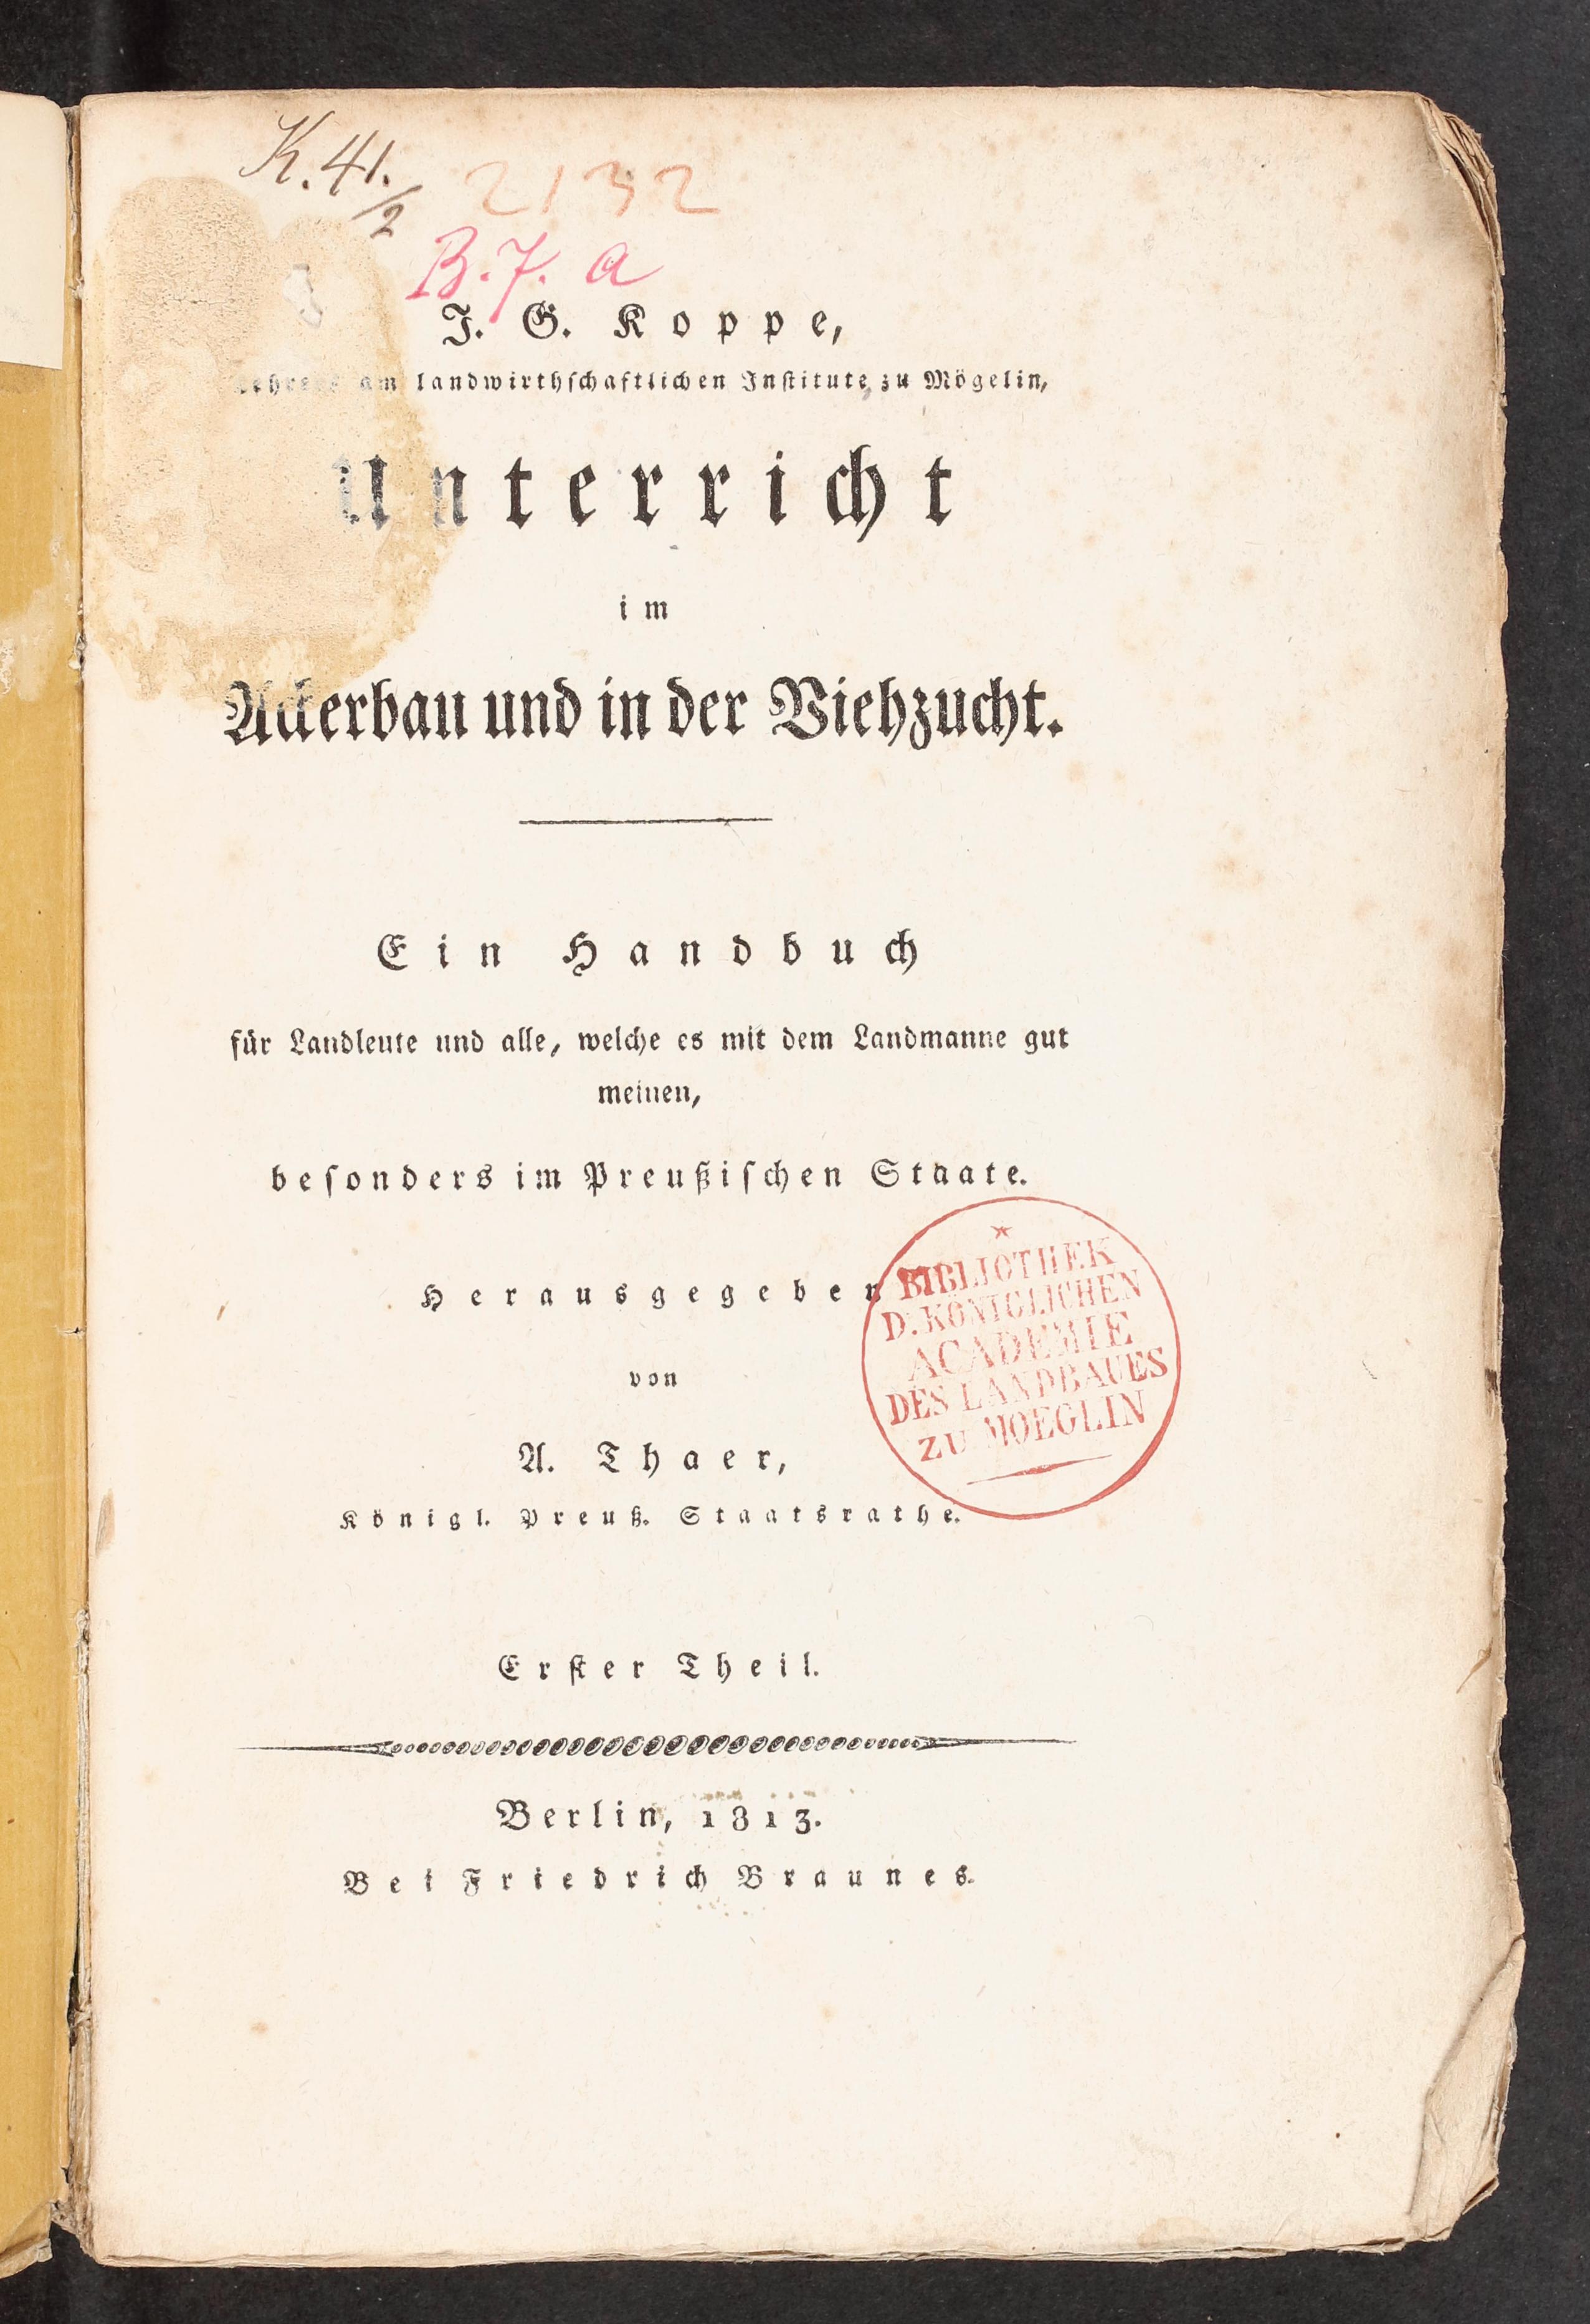 K. 41./2
2132
B. 7. a
J. G. Koppe,
Lehrers am landwirthschaftlichen Institute, zu Mögelin,
Unterricht
im
Ackerbau und in der Viehzucht.
Ein Handbuch
für Landleute und alle, welche es mit dem Landmanne gut
meinen,
besonders im Preußischen Staate.
Herausgegeben
von
A. Thaer,
Königl. Preuß. Staatsrathe.
★
BIBLIOTHEK
D. KÖNIGLICHEN
ACADEMIE
DES LANDBAUES
ZU MOEGLIN
Erster Theil.
Berlin, 1813.
Bei Friedrich Braunes.